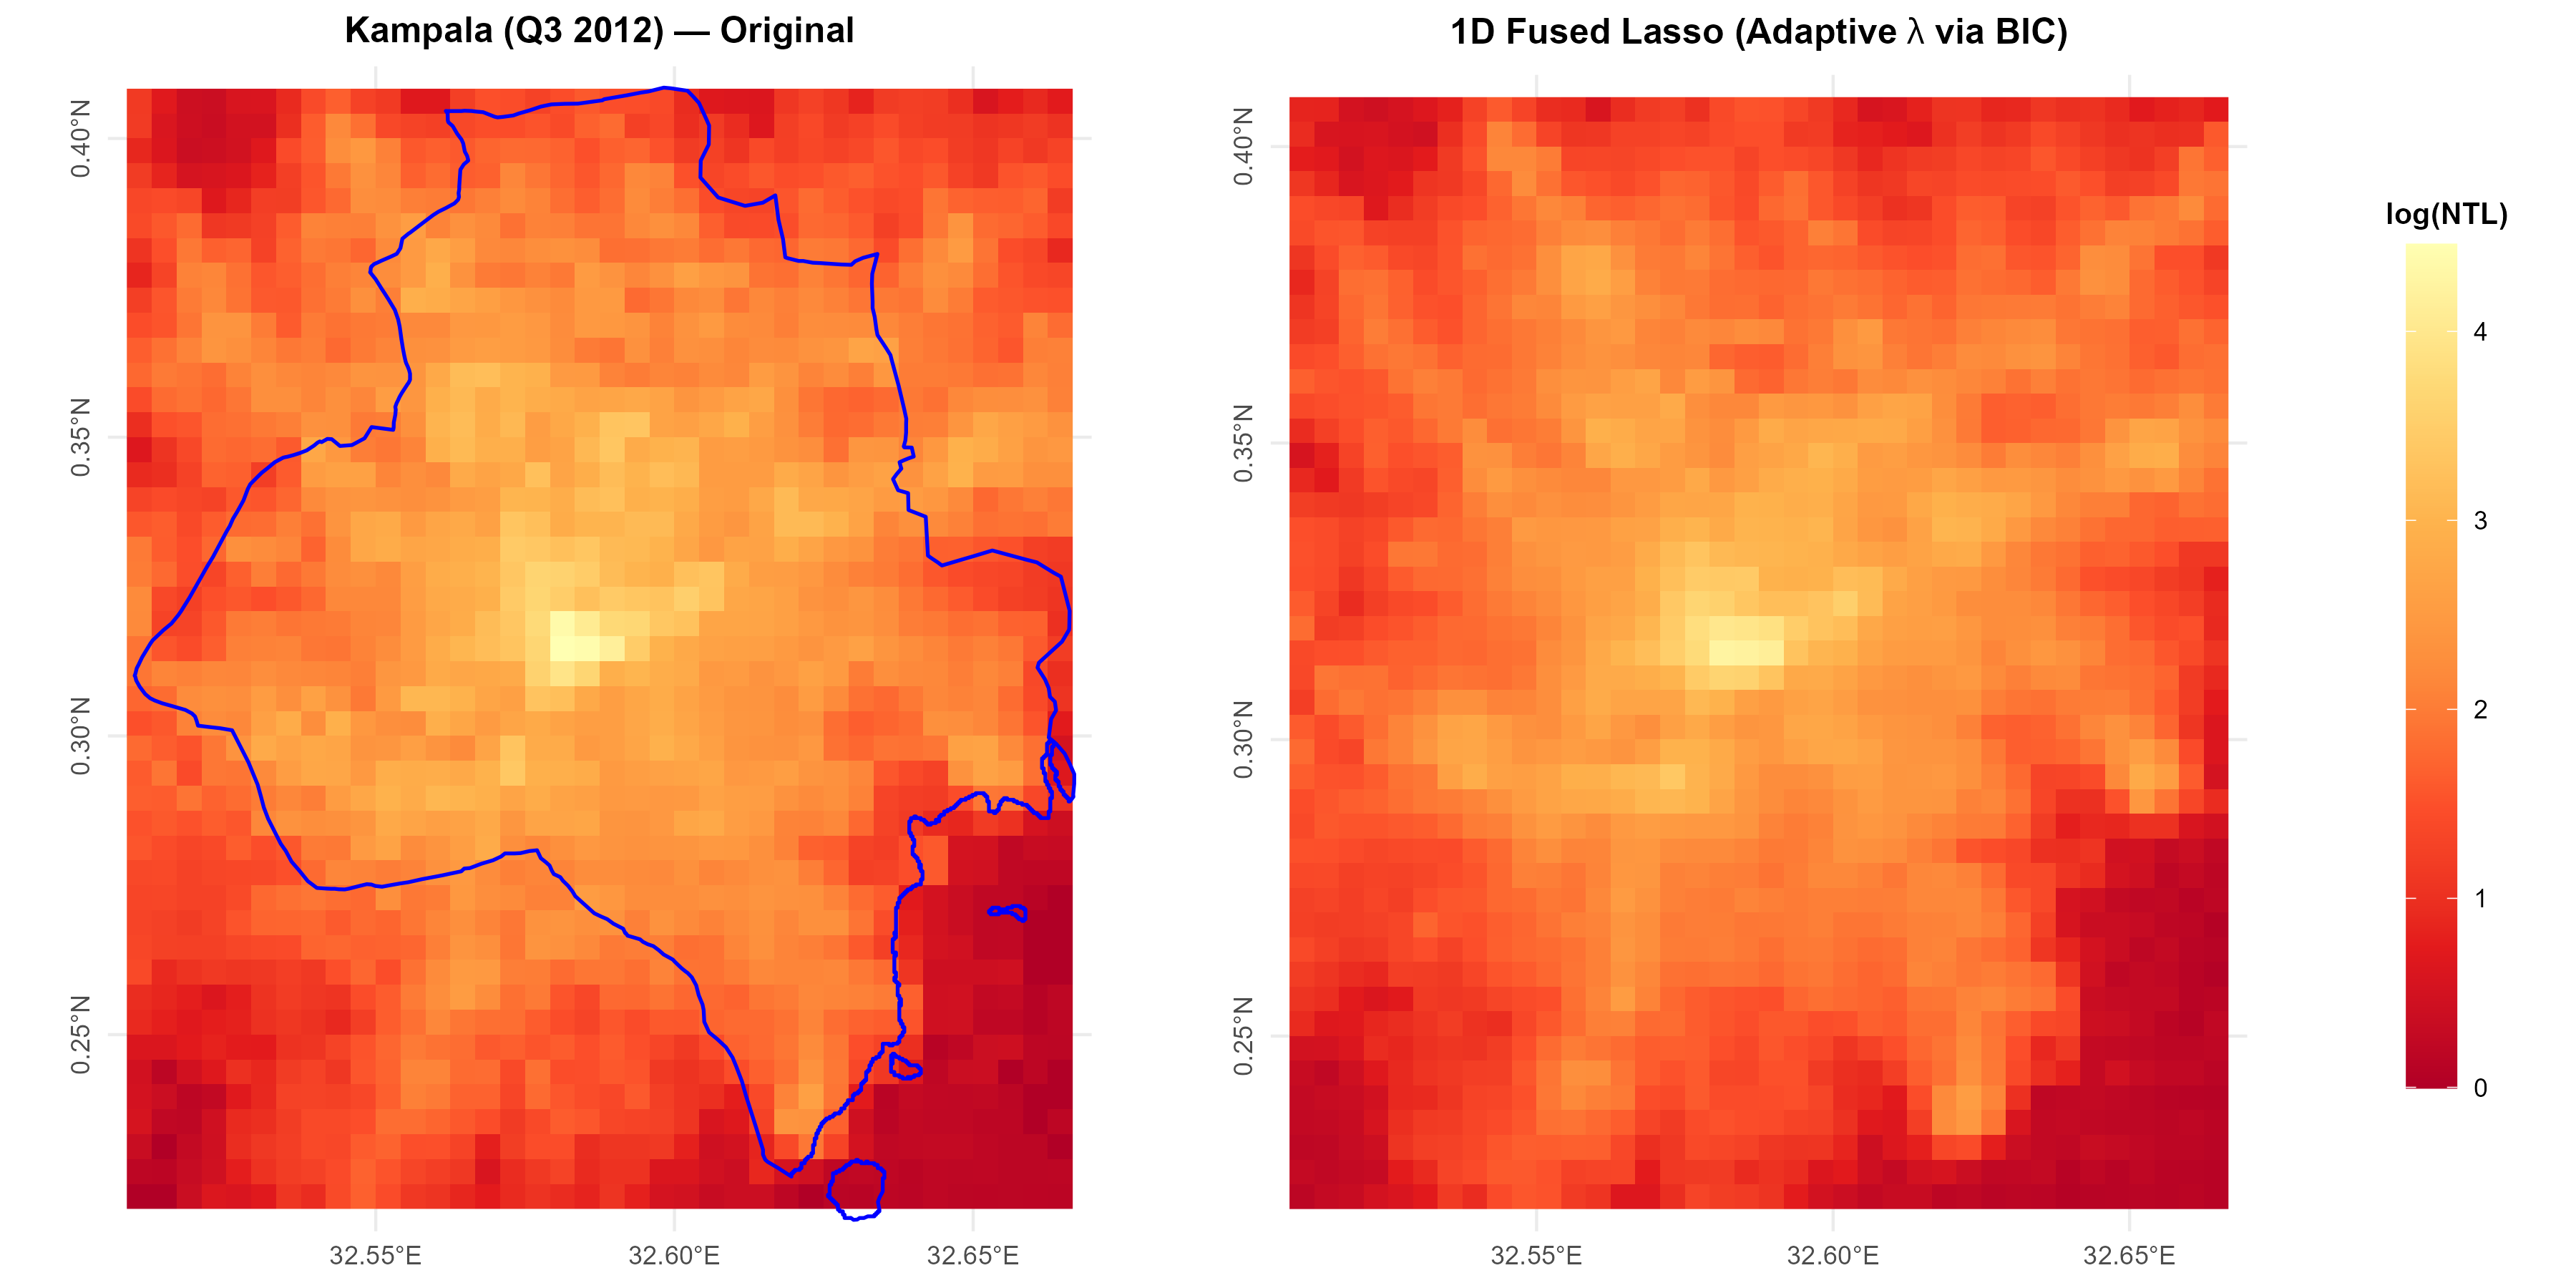 Kampala (Q3 2012) — Original
0.40°N
0.35°N
0.30°N
0.25°N
32.55°E
32.60°E
32.65°E
1D Fused Lasso (Adaptive λ via BIC)
0.40°N
0.35°N
0.30°N
0.25°N
32.55°E
32.60°E
32.65°E
log(NTL)
4
3
2
1
0